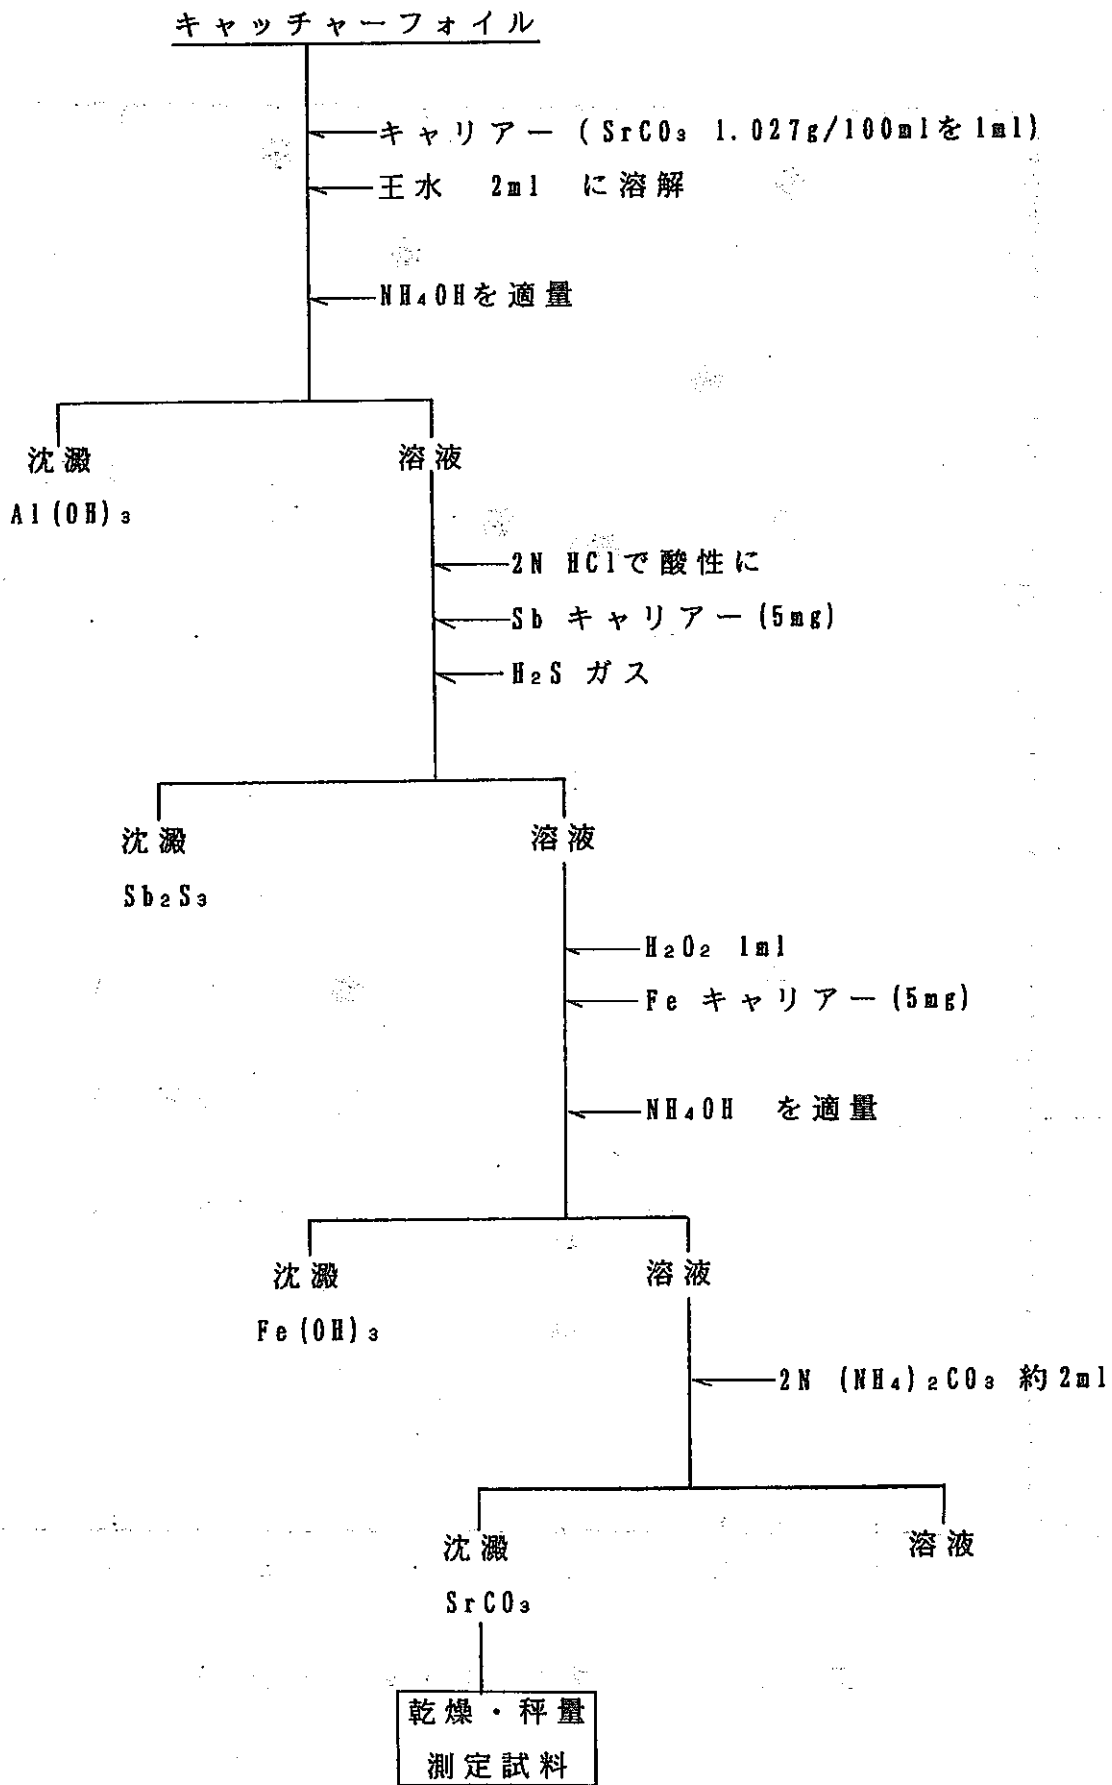 キャッチャーフォイル
キャリアー (SrCO₃ 1.027g/100mlを1ml)
王水 2ml に溶解
NH₄OHを適量
沈澱 溶液
Al(OH)₃
2N HClで酸性に
Sb キャリアー(5mg)
H₂S ガス
沈澱 溶液
Sb₂S₃
H₂O₂ 1ml
Fe キャリアー(5mg)
NH₄OH を適量
沈澱 溶液
Fe(OH)₃
2N (NH₄)₂CO₃ 約2ml
沈澱 溶液
SrCO₃
乾燥・秤量
測定試料